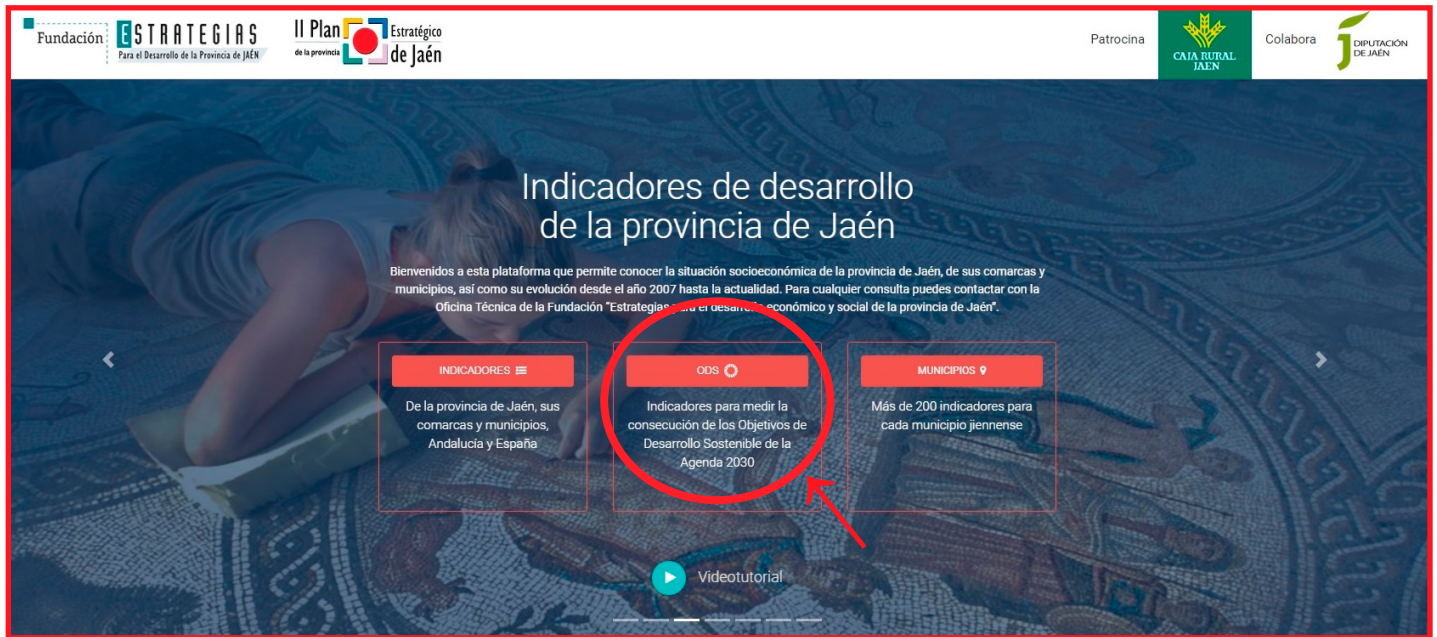 Fundación ESTRATEGIAS
Para el Desarrollo de la Provincia de JAÉN
II Plan Estratégico
de la provincia de Jaén
Patrocina
CAJA RURAL
JAEN
Colabora
DIPUTACIÓN
DE JAÉN
Indicadores de desarrollo
de la provincia de Jaén
Bienvenidos a esta plataforma que permite conocer la situación socioeconómica de la provincia de Jaén, de sus comarcas y
municipios, así como su evolución desde el año 2007 hasta la actualidad. Para cualquier consulta puedes contactar con la
Oficina Técnica de la Fundación "Estrategias para el desarrollo económico y social de la provincia de Jaén".
INDICADORES
De la provincia de Jaén, sus
comarcas y municipios,
Andalucía y España
ODS
Indicadores para medir la
consecución de los Objetivos de
Desarrollo Sostenible de la
Agenda 2030
MUNICIPIOS
Más de 200 indicadores para
cada municipio jiennense
Videotutorial